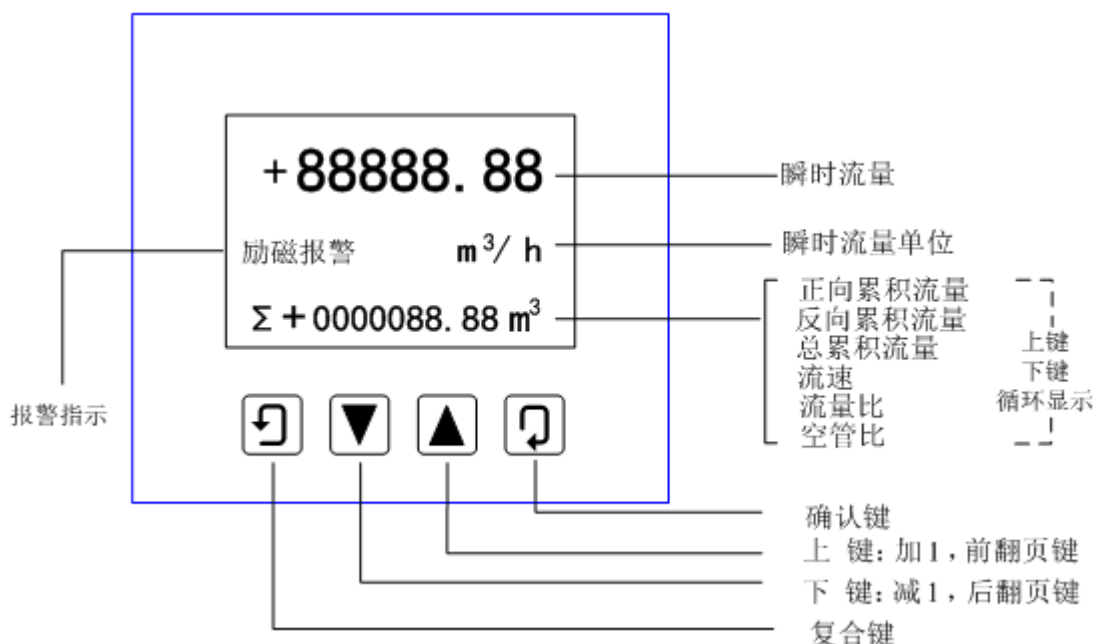 +88888.88
瞬时流量
励磁报警 m³/h
瞬时流量单位
Σ+0000088.88m³
正向累积流量
反向累积流量
总累积流量
流速
流量比
空管比
上键
下键
循环显示
报警指示
确认键
上 键:加1,前翻页键
下 键:减1,后翻页键
复合键